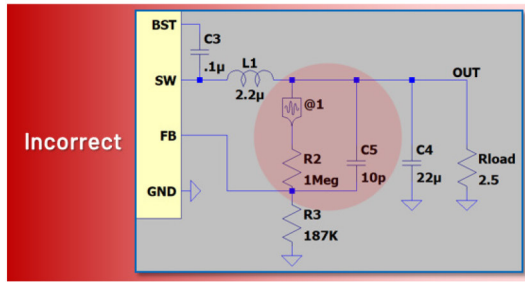 BST
C3
.1µ
SW
L1
2.2µ
OUT
@1
Incorrect
FB
R2
1Meg
C5
10p
C4
22µ
Rload
2.5
GND
R3
187K